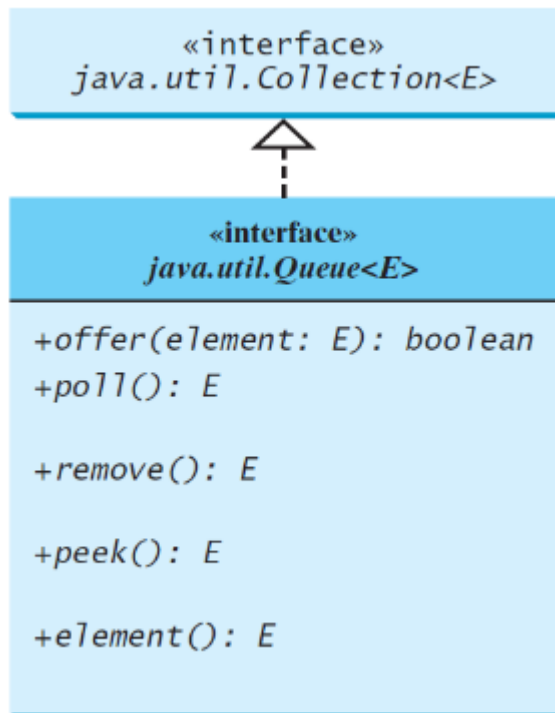 «interface»
java.util.Collection<E>
«interface»
java.util.Queue<E>
+offer(element: E): boolean
+poll(): E
+remove(): E
+peek(): E
+element(): E